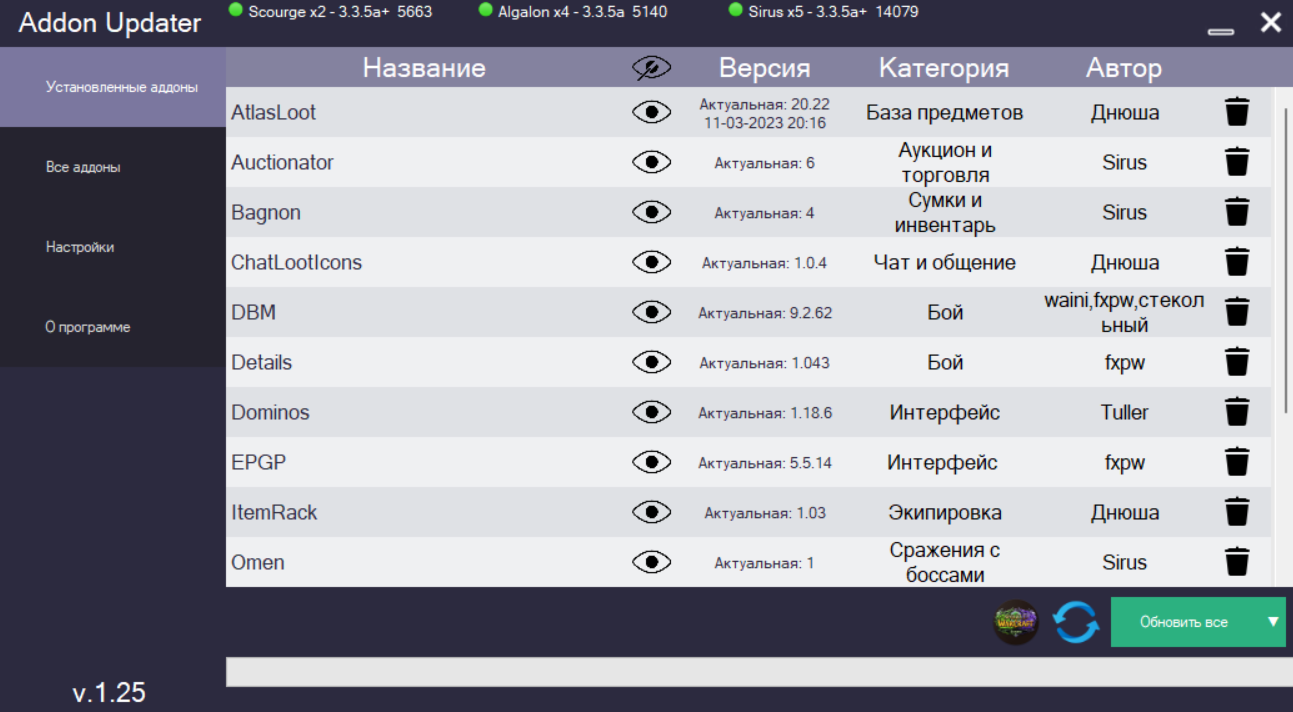 Addon Updater
Scourge x2 - 3.3.5a+ 5663
Algalon x4 - 3.3.5a 5140
Sirus x5 - 3.3.5a+ 14079
Установленные аддоны
Все аддоны
Настройки
О программе
v.1.25
Название Версия Категория Автор
AtlasLoot
Актуальная: 20.22
11-03-2023 20:16
База предметов
Днюша
Auctionator
Актуальная: 6
Аукцион и
торговля
Sirus
Bagnon
Актуальная: 4
Сумки и
инвентарь
Sirus
ChatLootIcons
Актуальная: 1.0.4
Чат и общение
Днюша
DBM
Актуальная: 9.2.62
Бой
waini,fxpw,стекол
ьный
Details
Актуальная: 1.043
Бой
fxpw
Dominos
Актуальная: 1.18.6
Интерфейс
Tuller
EPGP
Актуальная: 5.5.14
Интерфейс
fxpw
ItemRack
Актуальная: 1.03
Экипировка
Днюша
Omen
Актуальная: 1
Сражения с
боссами
Sirus
Обновить все